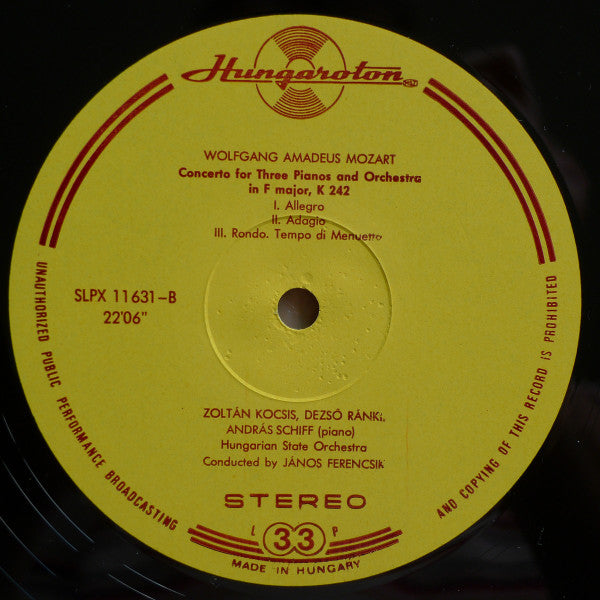 Hungaroton
WOLFGANG AMADEUS MOZART
Concerto for Three Pianos and Orchestra
in F major, K 242
I. Allegro
II. Adagio
III. Rondo. Tempo di Menuetto
SLPX 11631-B
22'06"
ZOLTÁN KOCSIS, DEZSŐ RÁNKI,
ANDRÁS SCHIFF (piano)
Hungarian State Orchestra
Conducted by JÁNOS FERENCSIK
STEREO
L 33 P
MADE IN HUNGARY
UNAUTHORIZED PUBLIC PERFORMANCE BROADCASTING
AND COPYING OF THIS RECORD IS PROHIBITED